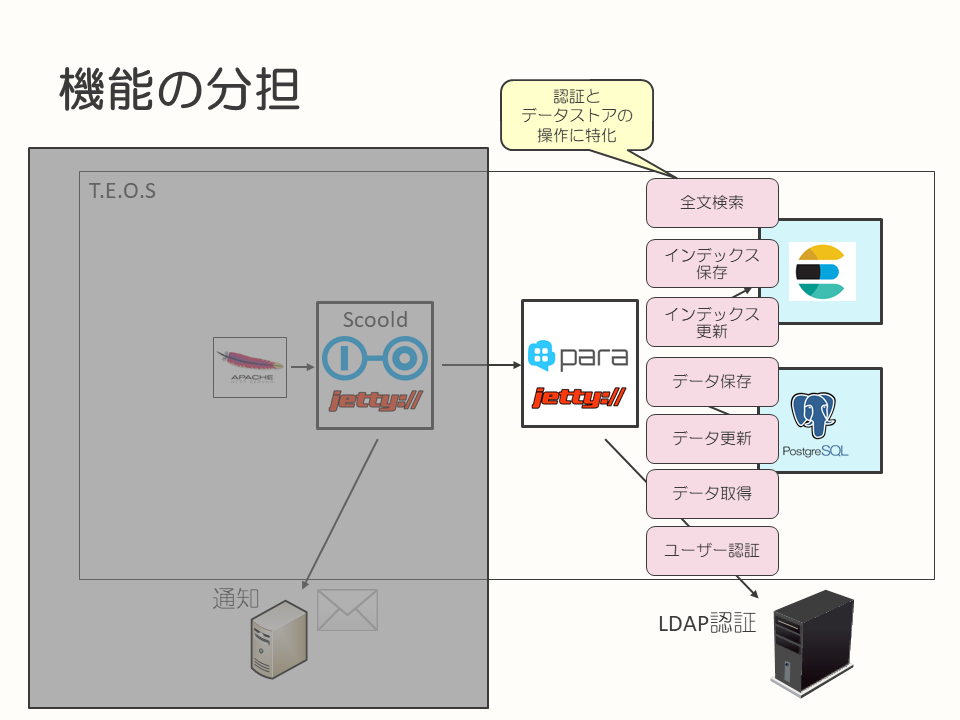 機能の分担
認証と
データストアの
操作に特化
T.E.O.S
全文検索
インデックス
保存
インデックス
更新
Scoold
APACHE
jetty://
para
jetty://
データ保存
データ更新
PostgreSQL
データ取得
ユーザー認証
通知
LDAP認証